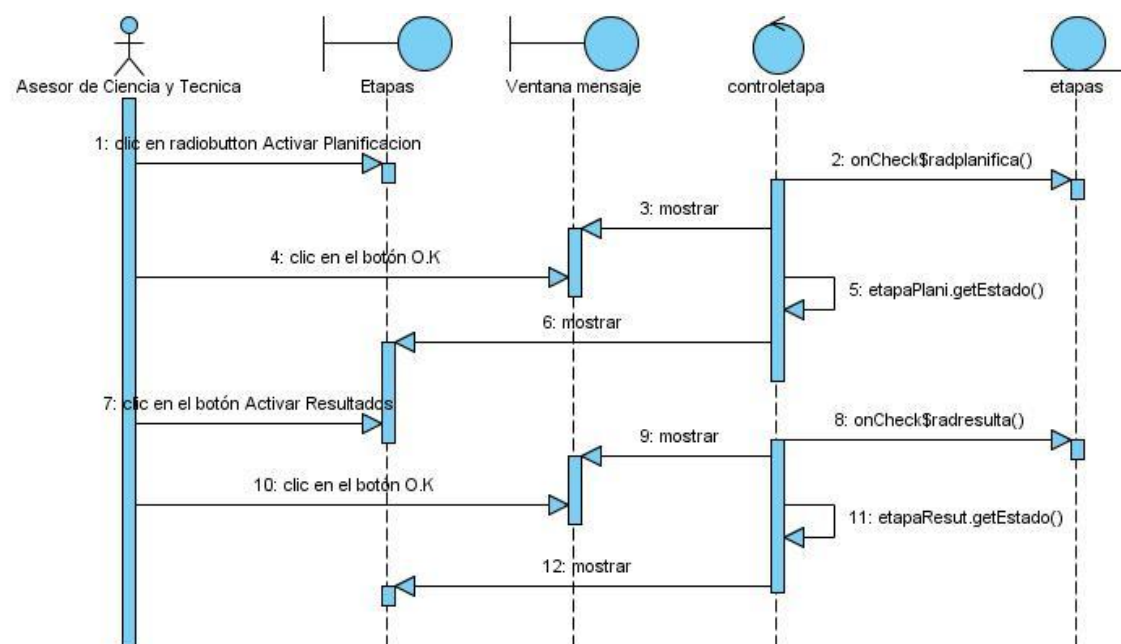 Asesor de Ciencia y Tecnica
Etapas
Ventana mensaje
controletapa
etapas
1: clic en radiobutton Activar Planificacion
2: onCheck$radplanifica()
3: mostrar
4: clic en el botón O.K
5: etapaPlani.getEstado()
6: mostrar
7: clic en el botón Activar Resultados
8: onCheck$radresulta()
9: mostrar
10: clic en el botón O.K
11: etapaResut.getEstado()
12: mostrar